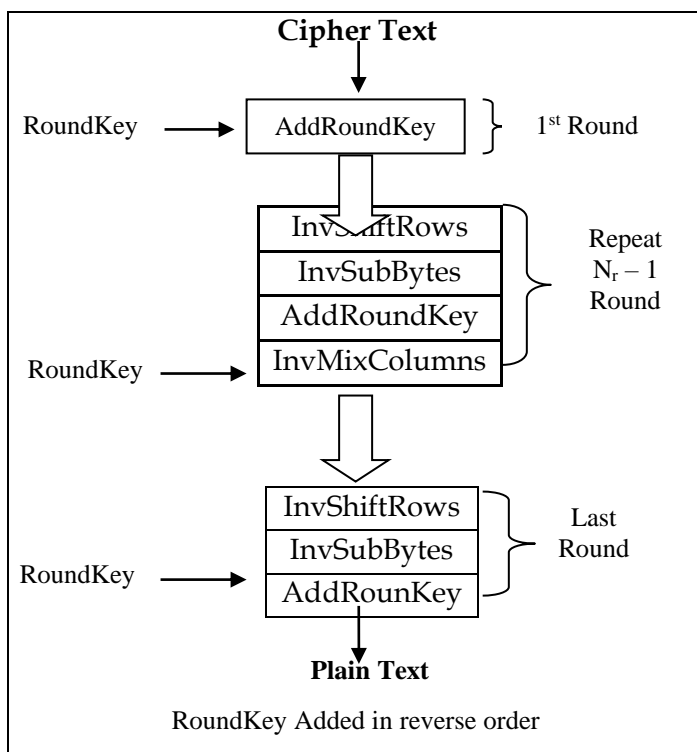 Cipher Text
RoundKey
AddRoundKey
1st Round
InvShiftRows
InvSubBytes
AddRoundKey
InvMixColumns
Repeat
Nr – 1
Round
RoundKey
InvShiftRows
InvSubBytes
AddRounKey
Last
Round
RoundKey
Plain Text
RoundKey Added in reverse order